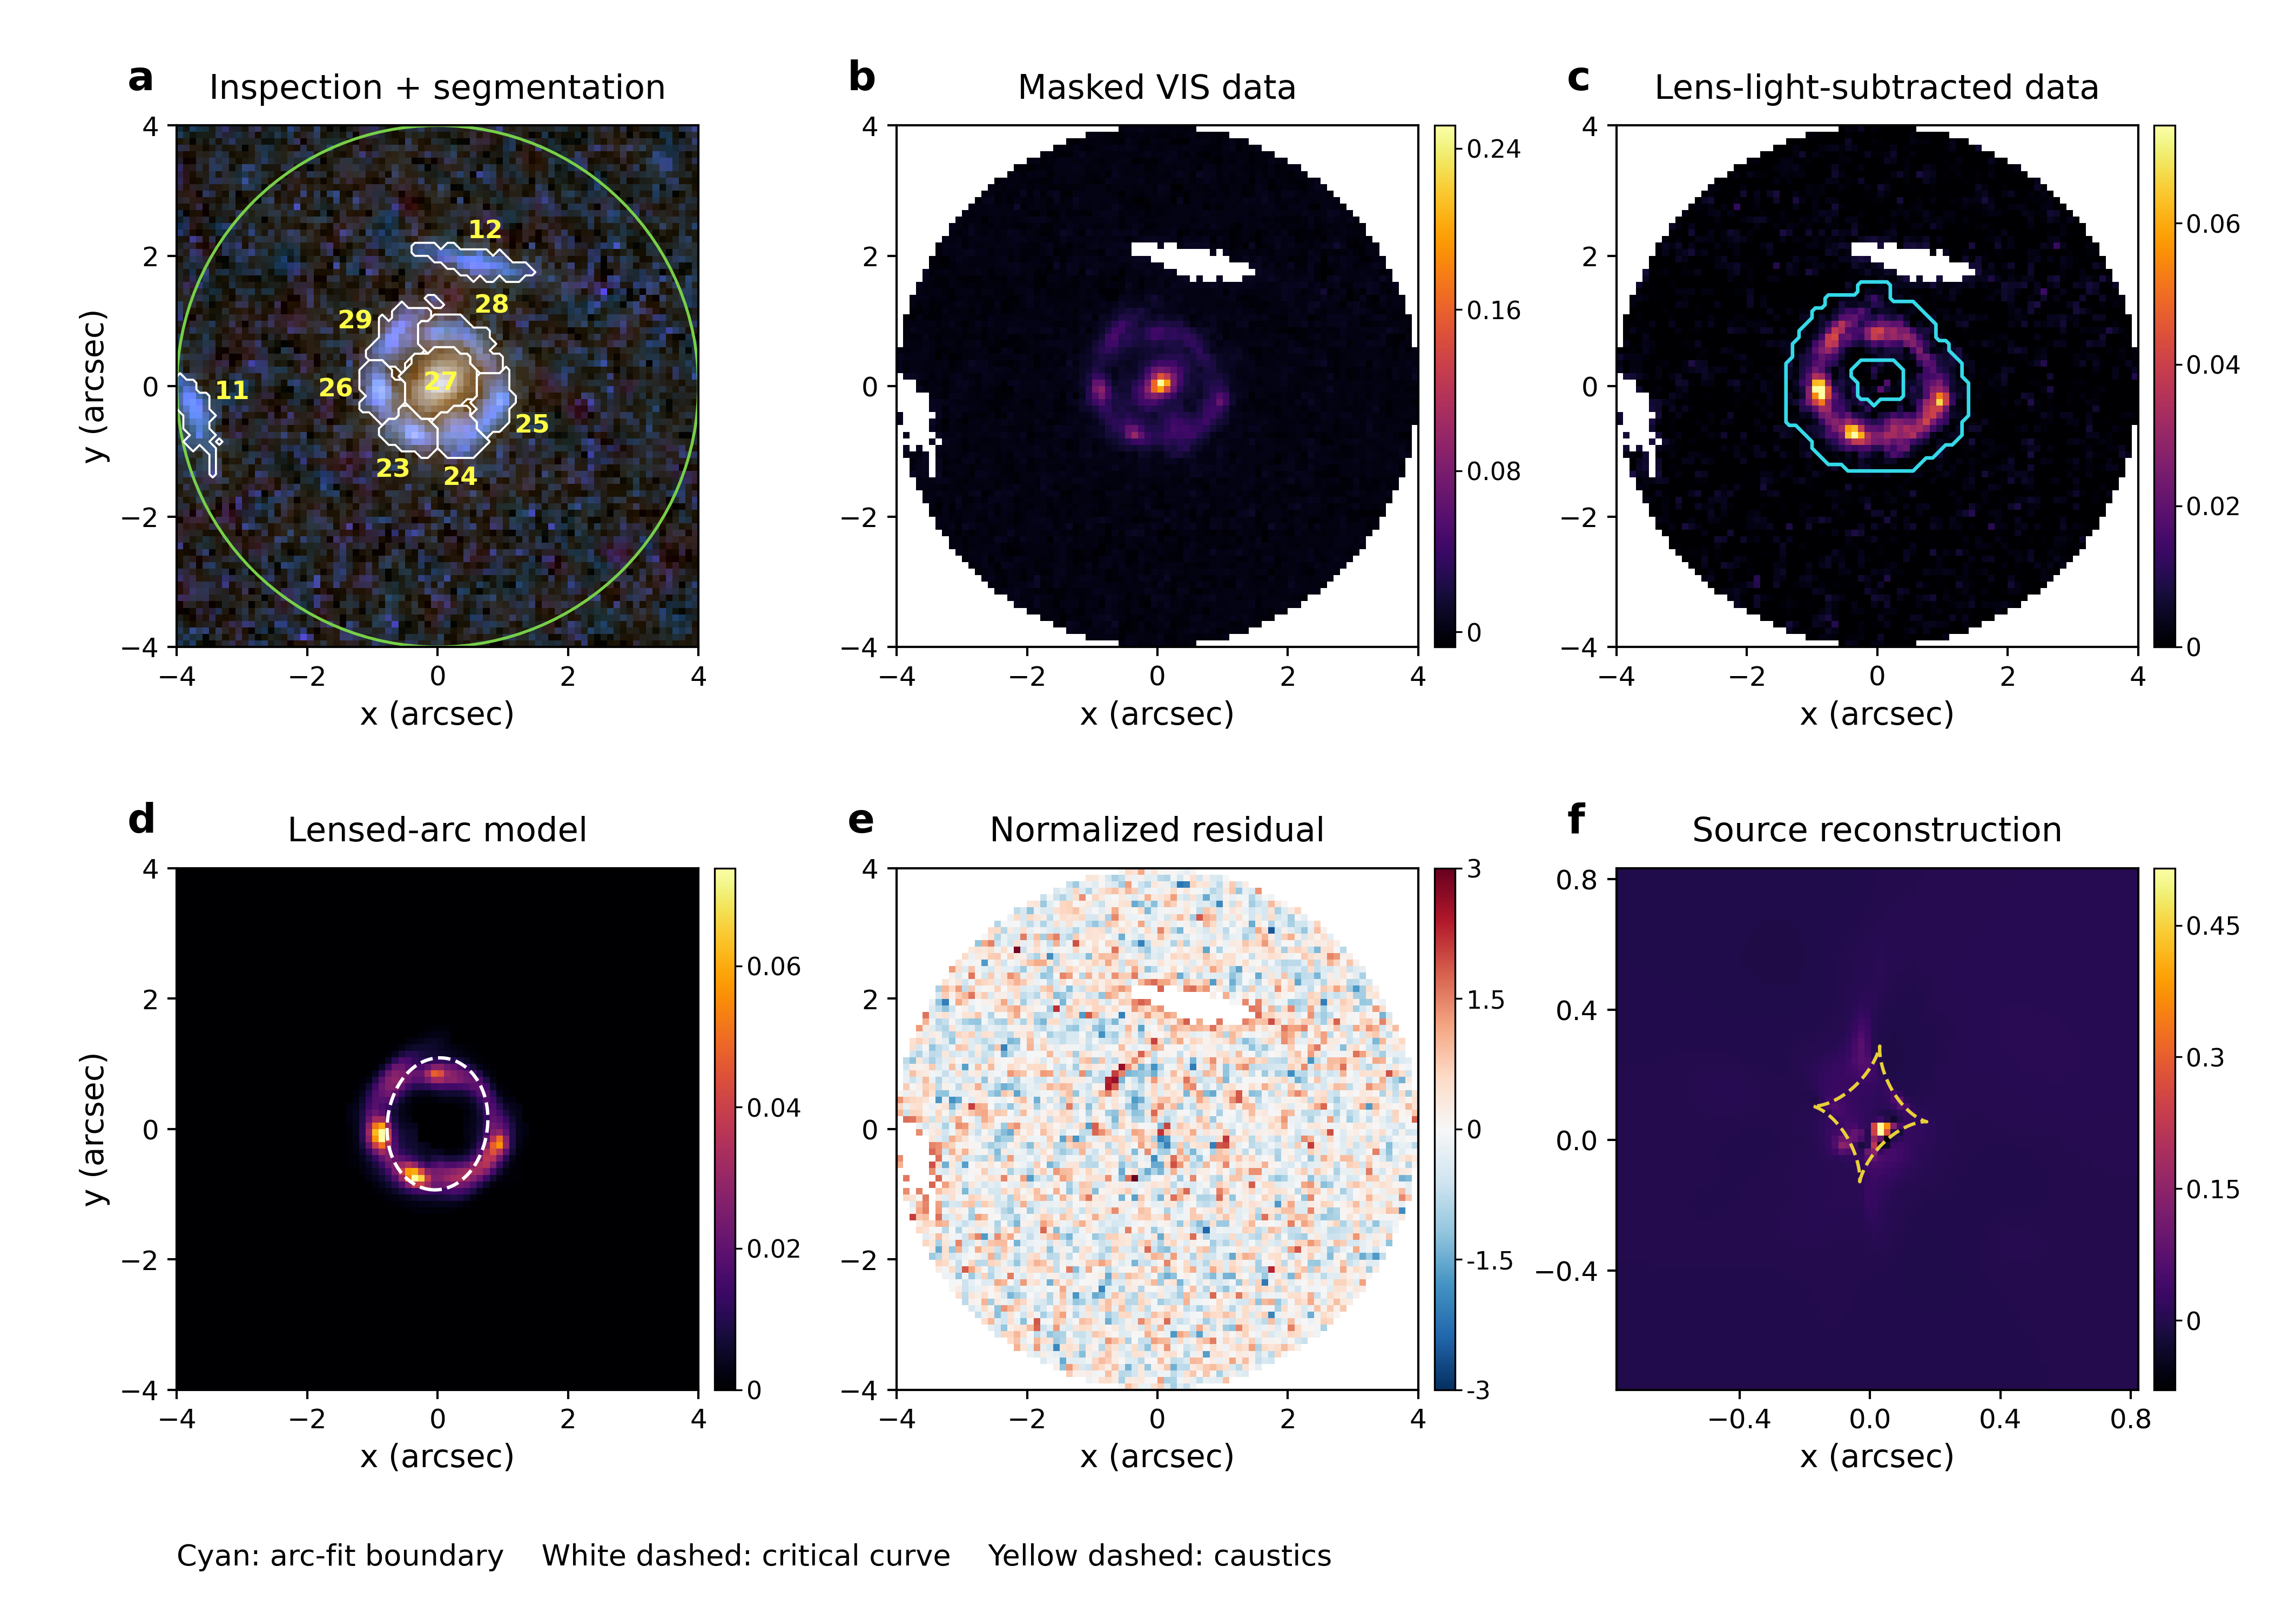 a Inspection + segmentation
4
2
0
−2
−4
−4 −2 0 2 4
x (arcsec)
y (arcsec)
12
28
29
27
26
11
25
23
24
b Masked VIS data
4
2
0
−2
−4
−4 −2 0 2 4
x (arcsec)
0.24
0.16
0.08
0
c Lens-light-subtracted data
4
2
0
−2
−4
−4 −2 0 2 4
x (arcsec)
0.06
0.04
0.02
0
d Lensed-arc model
4
2
0
−2
−4
−4 −2 0 2 4
x (arcsec)
y (arcsec)
0.06
0.04
0.02
0
e Normalized residual
4
2
0
−2
−4
−4 −2 0 2 4
x (arcsec)
3
1.5
0
-1.5
-3
f Source reconstruction
0.8
0.4
0.0
−0.4
−0.4 0.0 0.4 0.8
x (arcsec)
0.45
0.3
0.15
0
Cyan: arc-fit boundary White dashed: critical curve Yellow dashed: caustics